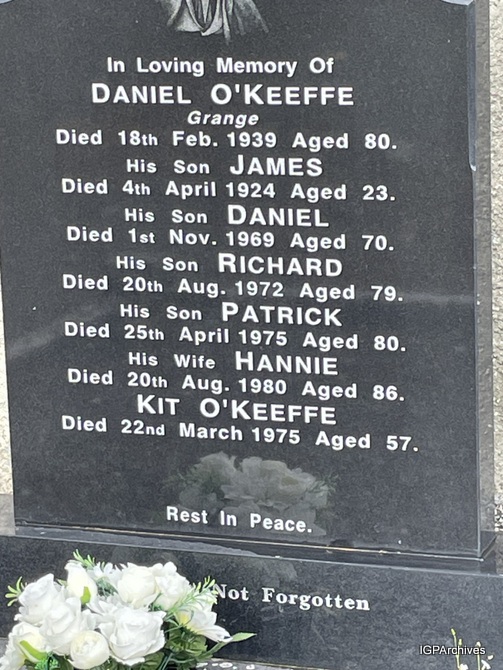 In Loving Memory Of
DANIEL O'KEEFFE
Grange
Died 18th Feb. 1939 Aged 80.
His Son JAMES
Died 4th April 1924 Aged 23.
His Son DANIEL
Died 1st Nov. 1969 Aged 70.
His Son RICHARD
Died 20th Aug. 1972 Aged 79.
His Son PATRICK
Died 25th April 1975 Aged 80.
His Wife HANNIE
Died 20th Aug. 1980 Aged 86.
KIT O'KEEFFE
Died 22nd March 1975 Aged 57.
Rest In Peace.
Not Forgotten
IGPArchives